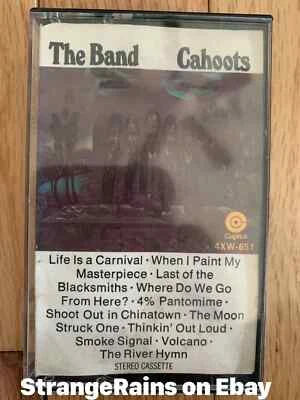 The Band Cahoots
Capitol
4XW-651
Life Is a Carnival · When I Paint My
Masterpiece · Last of the
Blacksmiths · Where Do We Go
From Here? · 4% Pantomime ·
Shoot Out in Chinatown · The Moon
Struck One · Thinkin' Out Loud ·
Smoke Signal · Volcano ·
The River Hymn
STEREO CASSETTE
StrangeRains on Ebay